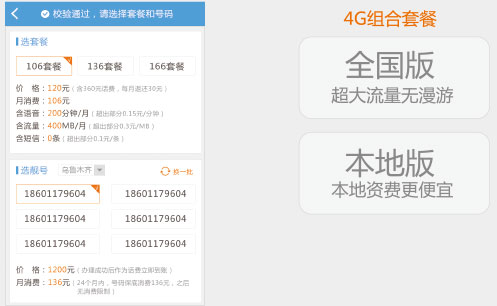 校验通过，请选择套餐和号码
选套餐
106套餐
136套餐
166套餐
价 格：120元（含360元话费，每月返还30元）
月消费：106元
含语音：200分钟/月（超出部分0.15元/分钟）
含流量：400MB/月（超出部分0.3元/MB）
含短信：0条（超出部分0.1元/条）
选靓号
乌鲁木齐
换一批
18601179604
18601179604
18601179604
18601179604
18601179604
18601179604
价 格：1200元（办理成功后作为话费立即到账）
月消费：136元（24个月内，号码保底消费136元，之后
无消费限制）
4G组合套餐
全国版
超大流量无漫游
本地版
本地资费更便宜